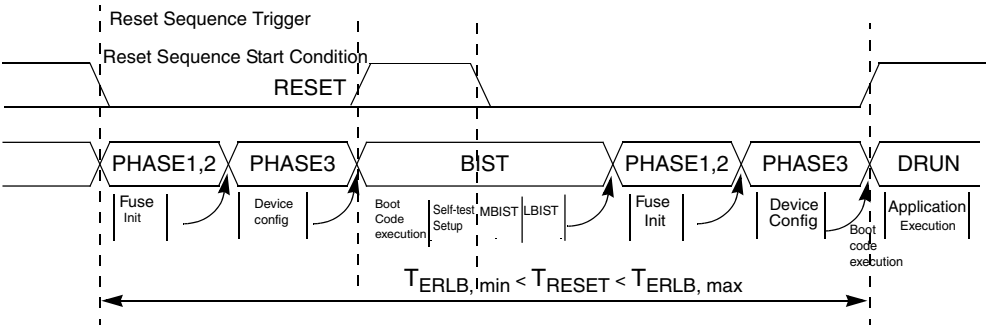 Reset Sequence Trigger
Reset Sequence Start Condition
RESET
PHASE1,2 PHASE3 BIST PHASE1,2 PHASE3 DRUN
Fuse
Init
Device
config
Boot
Code
execution
Self-test
Setup
MBIST
LBIST
Fuse
Init
Device
Config
Boot
code
execution
Application
Execution
TERLB, min < TRESET < TERLB, max